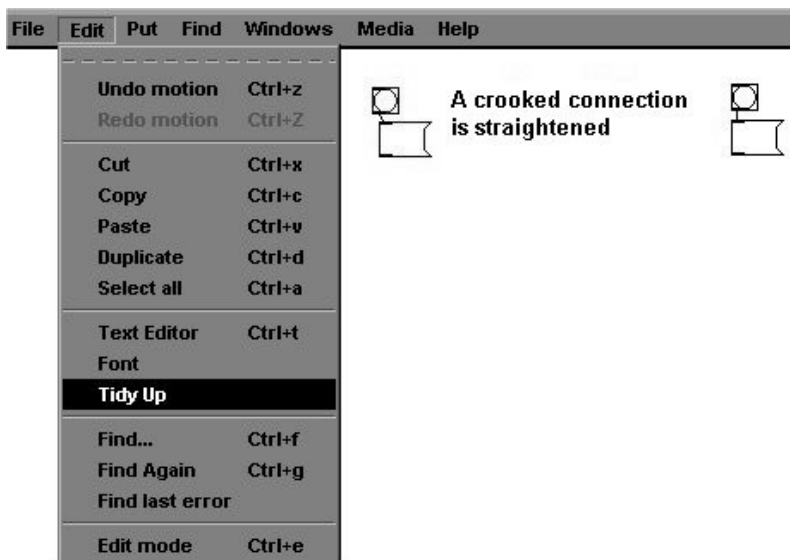 File Edit Put Find Windows Media Help
Undo motion Ctrl+z
Redo motion Ctrl+Z
Cut Ctrl+x
Copy Ctrl+c
Paste Ctrl+v
Duplicate Ctrl+d
Select all Ctrl+a
Text Editor Ctrl+t
Font
Tidy Up
Find... Ctrl+f
Find Again Ctrl+g
Find last error
Edit mode Ctrl+e
A crooked connection
is straightened